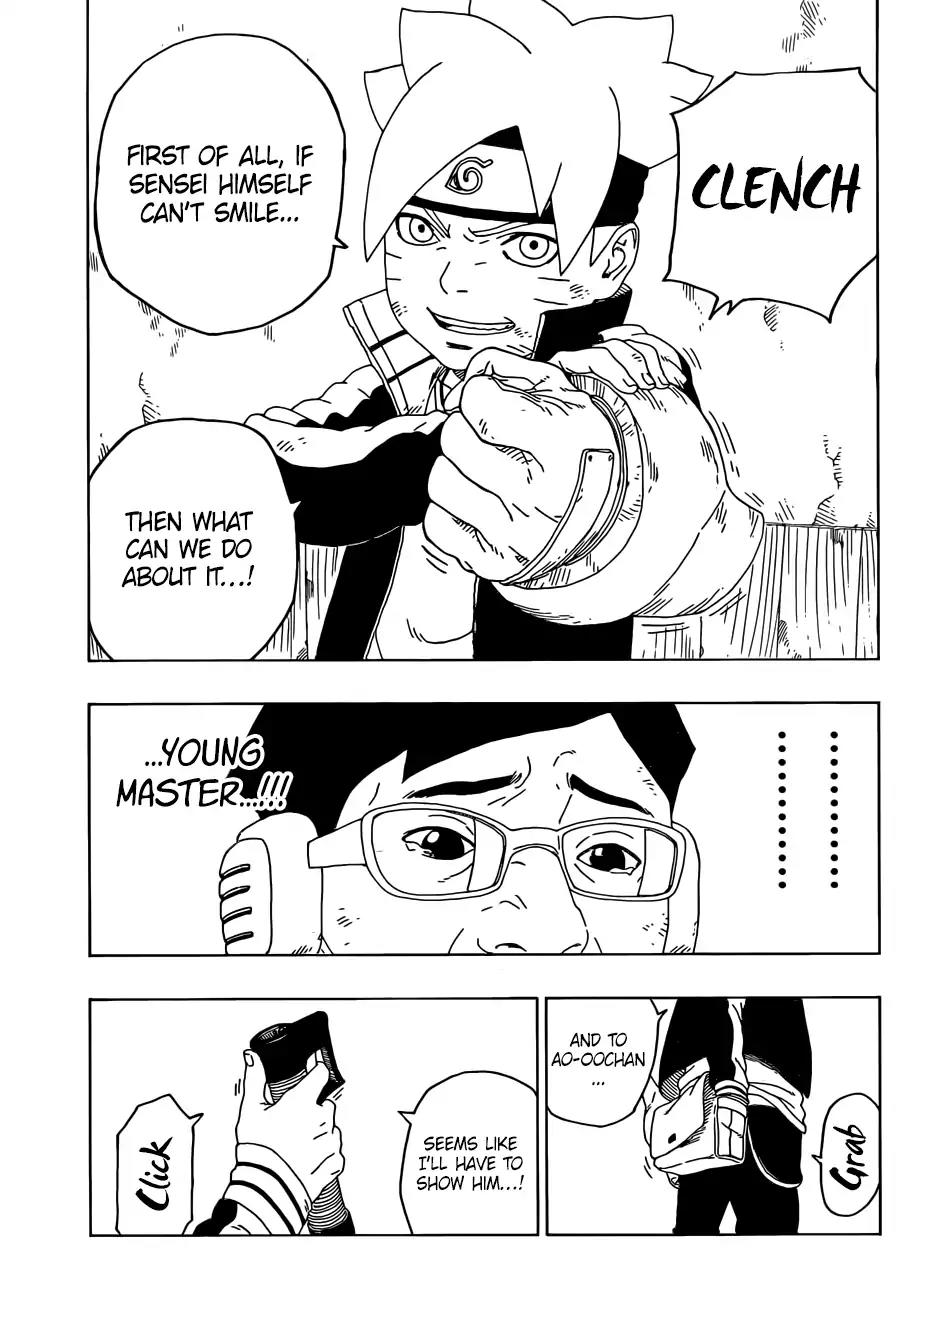 CLENCH
FIRST OF ALL, IF
SENSEI HIMSELF
CAN'T SMILE...
THEN WHAT
CAN WE DO
ABOUT IT...!
...YOUNG
MASTER...!!!
AND TO
AO-OOCHAN
...
Grab
SEEMS LIKE
I'LL HAVE TO
SHOW HIM...!
Click